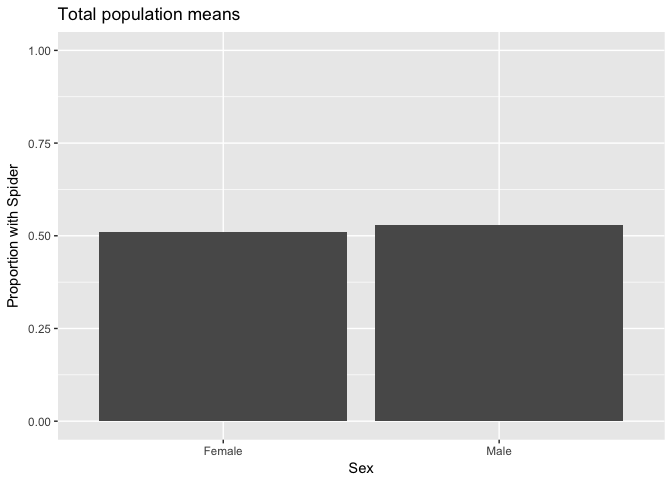 Total population means
Proportion with Spider
1.00
0.75
0.50
0.25
0.00
Female
Male
Sex